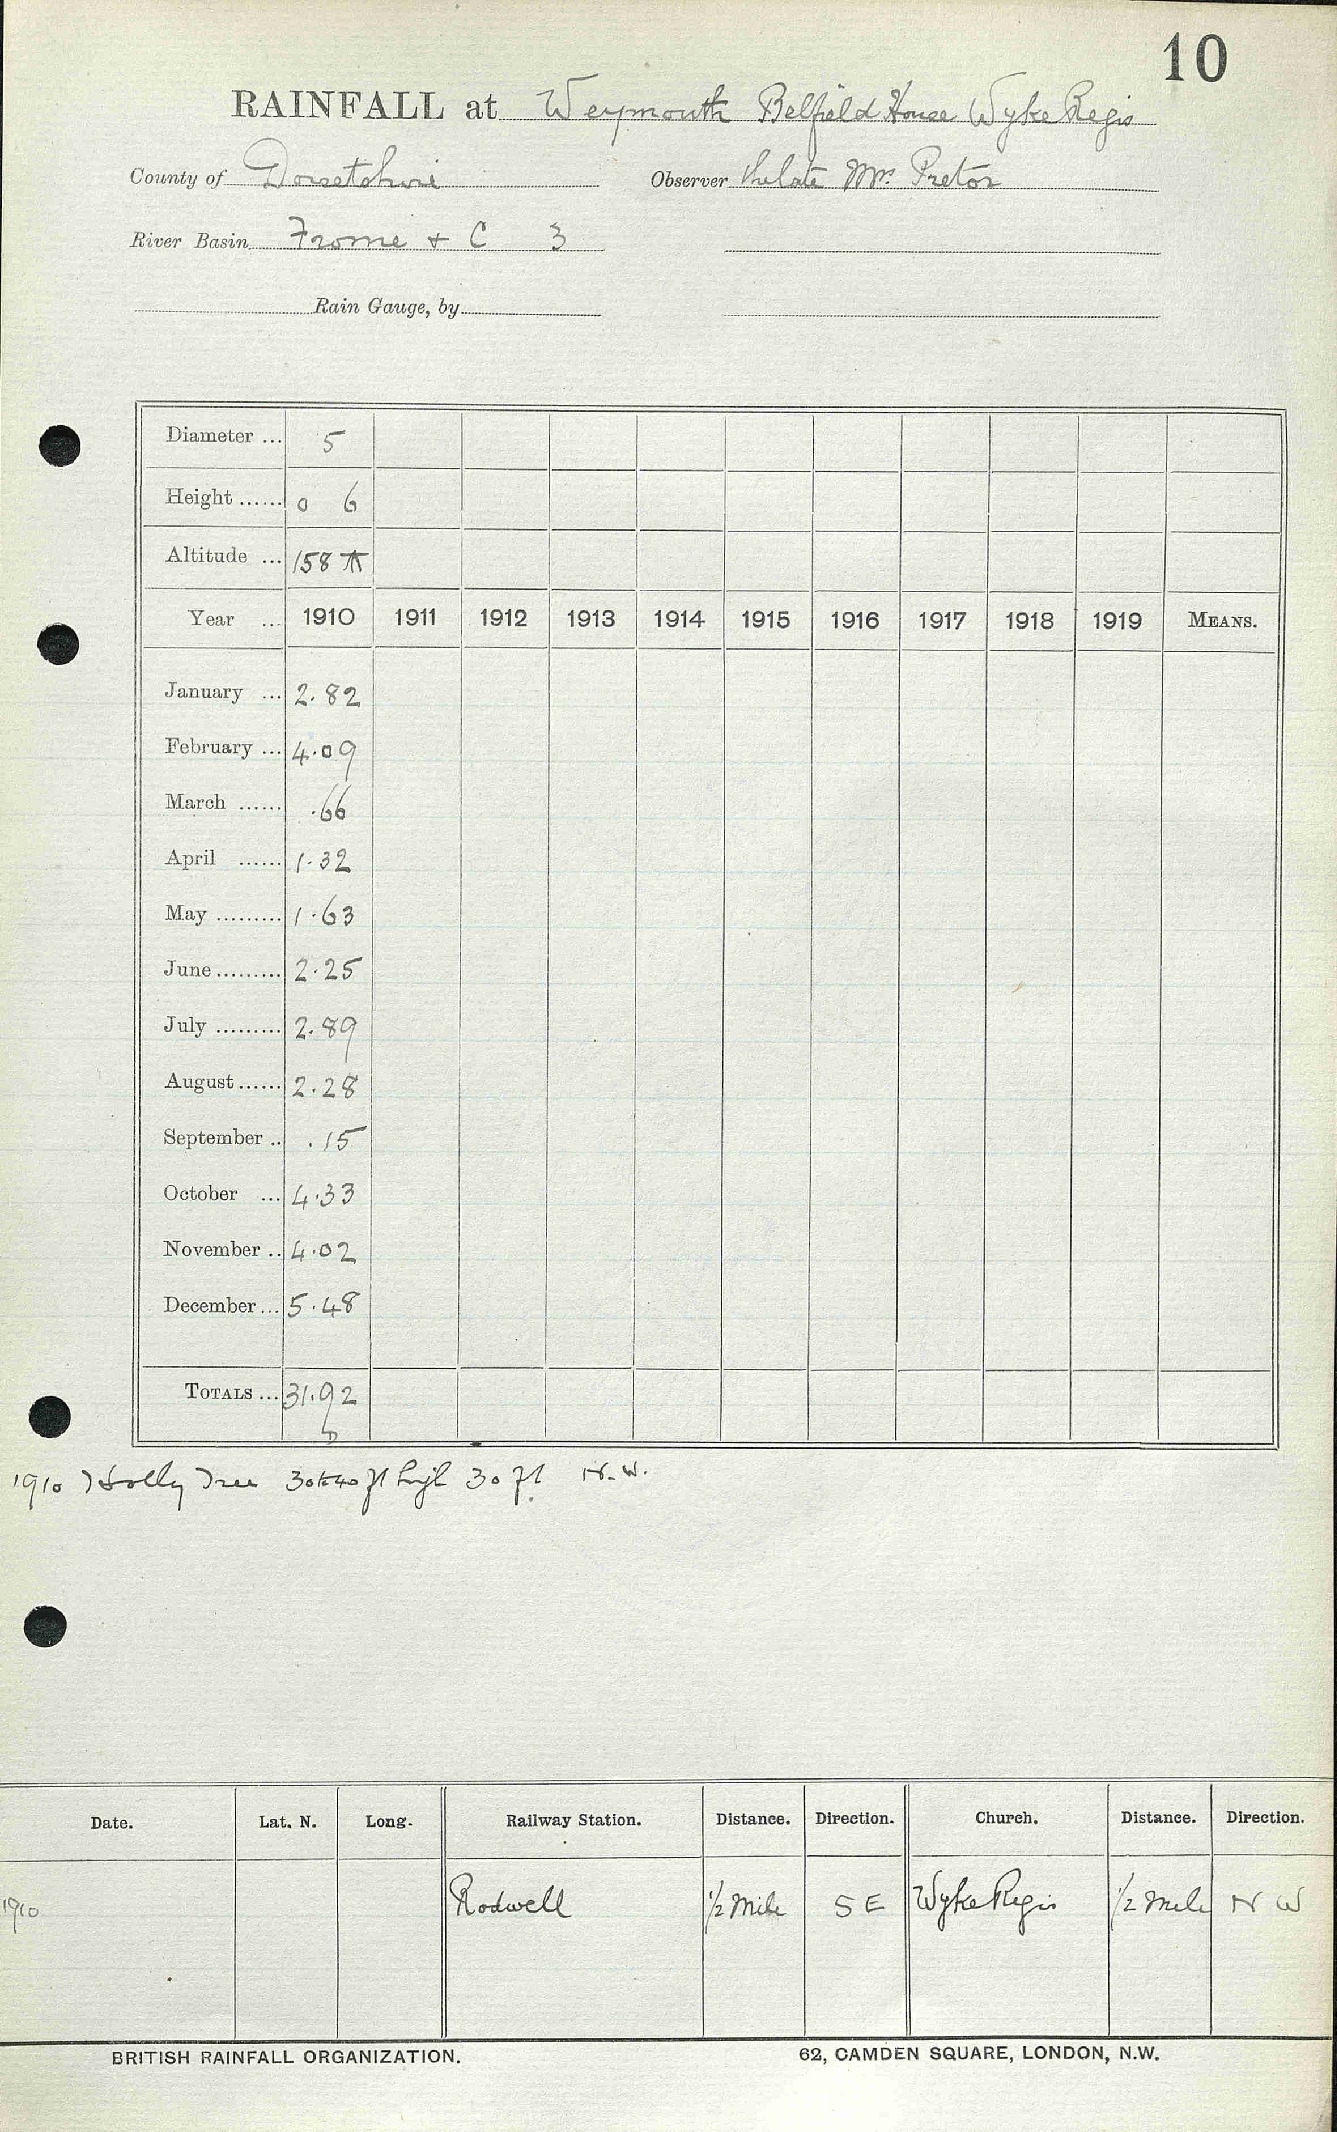 10
RAINFALL at Weymouth Belfield House Wyke Regis
County of Dorsetshire Observer the late Mr. Pretor
River Basin Frome & C 3
Rain Gauge, by
Diameter ... 5
Height ...... 0 6
Altitude ... 158
Year ... 1910 1911 1912 1913 1914 1915 1916 1917 1918 1919 MEANS.
January ... 2.82
February ... 4.09
March ...... .66
April ...... 1.32
May ......... 1.63
June ......... 2.25
July ......... 2.89
August ...... 2.28
September .. .15
October ... 4.33
November .. 4.02
December ... 5.48
TOTALS ... 31.92
1910 Holly Tree 30 to 40 ft high 30 ft N.W.
Date. Lat. N. Long. Railway Station. Distance. Direction. Church. Distance. Direction.
1910 Rodwell 1/2 Mile S E Wyke Regis 1/2 Mile N W
BRITISH RAINFALL ORGANIZATION. 62, CAMDEN SQUARE, LONDON, N.W.